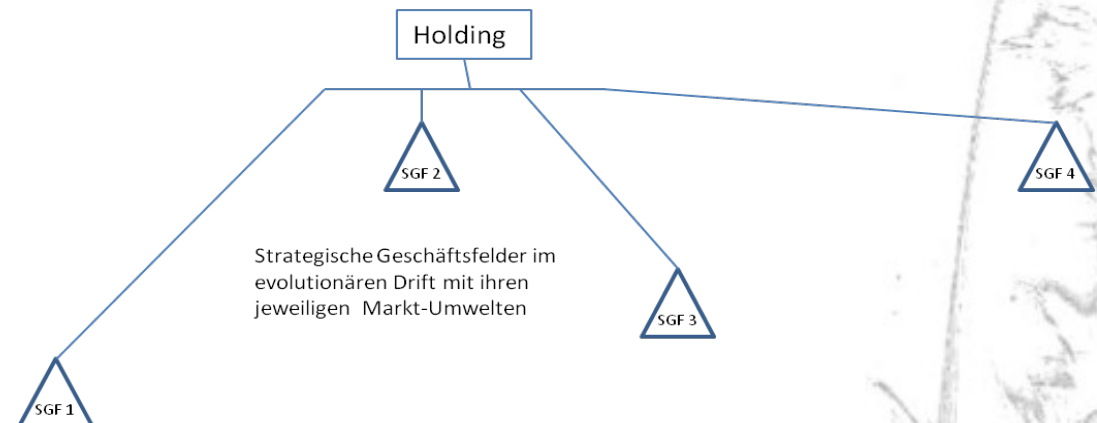 Holding
SGF 2
SGF 4
Strategische Geschäftsfelder im
evolutionären Drift mit ihren
jeweiligen Markt-Umwelten
SGF 3
SGF 1